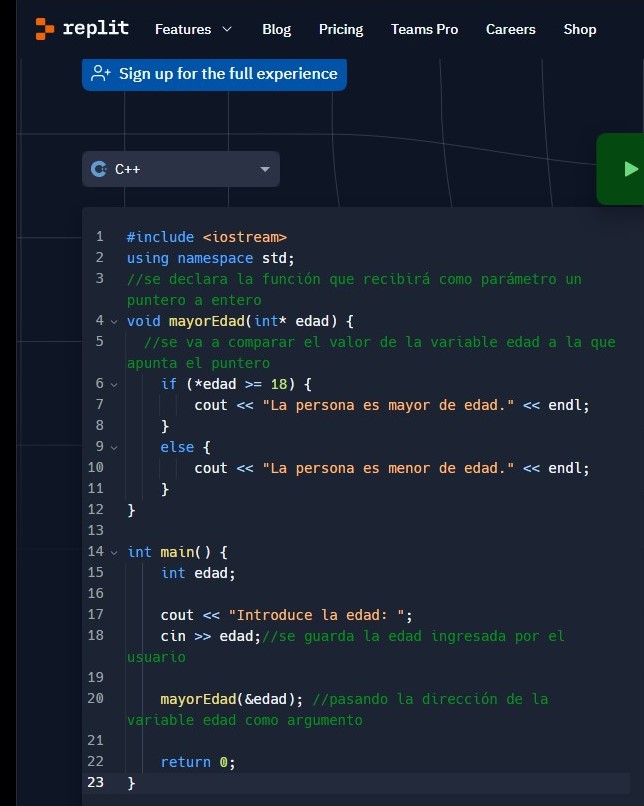 replit Features Blog Pricing Teams Pro Careers Shop
Sign up for the full experience
C++
1 #include <iostream>
2 using namespace std;
3 //se declara la función que recibirá como parámetro un
puntero a entero
4 void mayorEdad(int* edad) {
5 //se va a comparar el valor de la variable edad a la que
apunta el puntero
6 if (*edad >= 18) {
7 cout << "La persona es mayor de edad." << endl;
8 }
9 else {
10 cout << "La persona es menor de edad." << endl;
11 }
12 }
13
14 int main() {
15 int edad;
16
17 cout << "Introduce la edad: ";
18 cin >> edad;//se guarda la edad ingresada por el
usuario
19
20 mayorEdad(&edad); //pasando la dirección de la
variable edad como argumento
21
22 return 0;
23 }